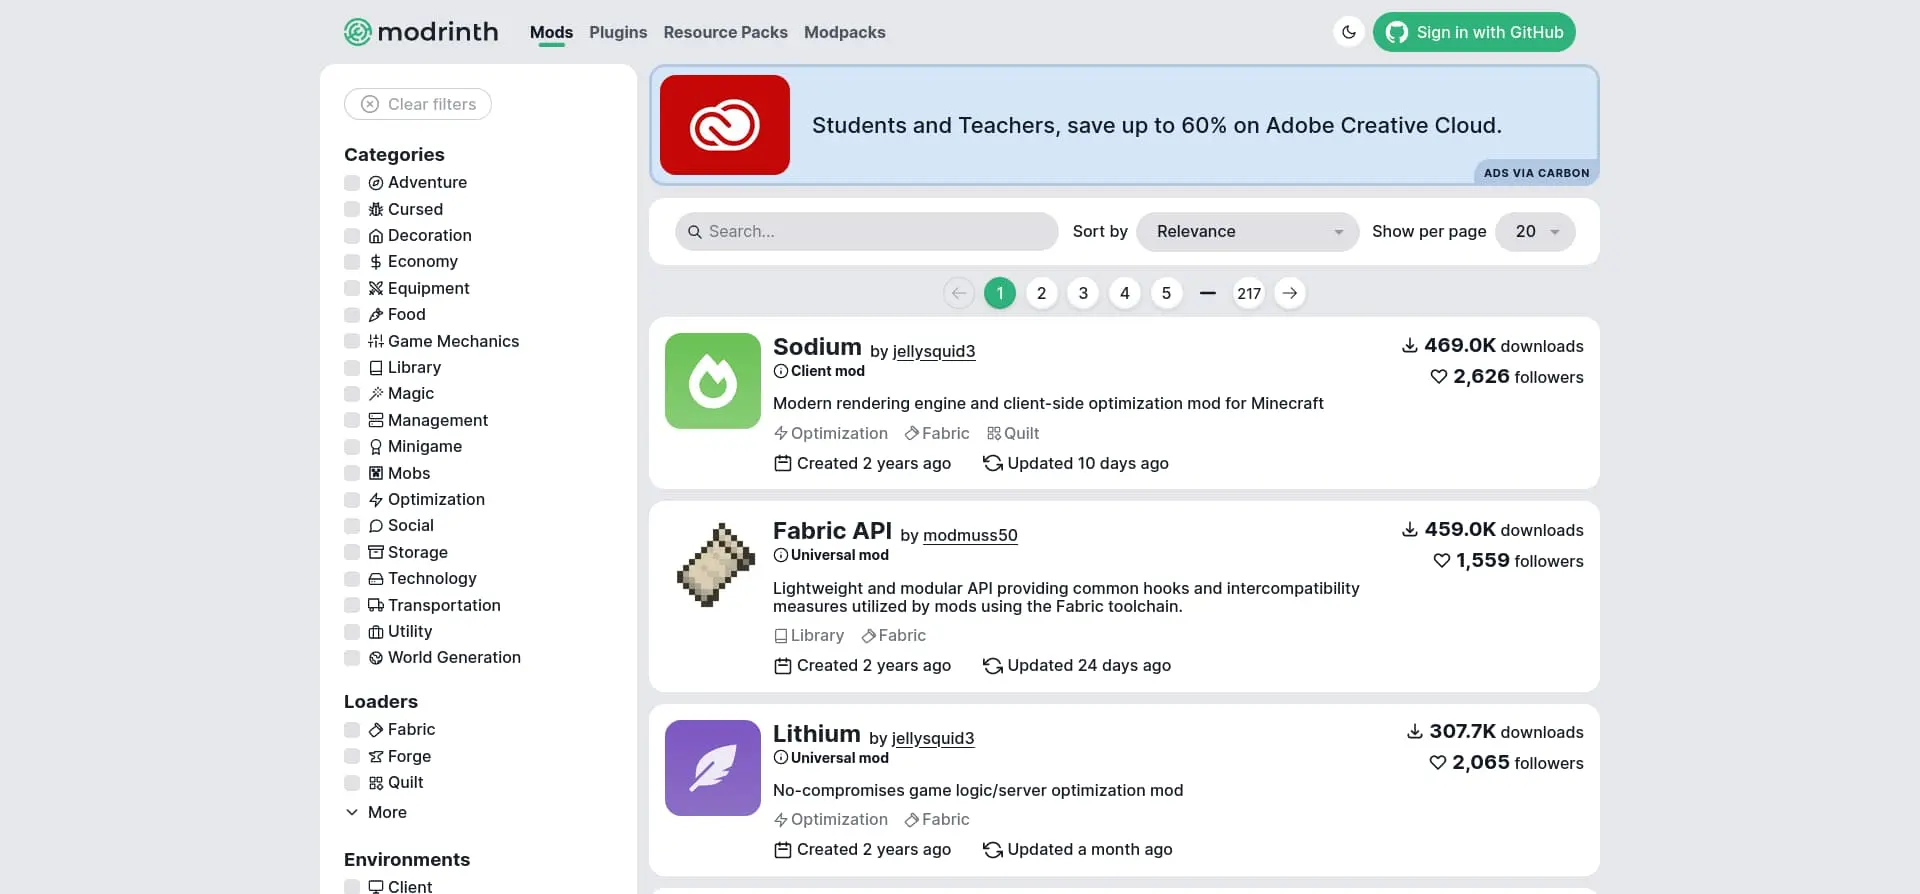 modrinth
Mods Plugins Resource Packs Modpacks
Sign in with GitHub
Clear filters
Categories
Adventure
Cursed
Decoration
Economy
Equipment
Food
Game Mechanics
Library
Magic
Management
Minigame
Mobs
Optimization
Social
Storage
Technology
Transportation
Utility
World Generation
Loaders
Fabric
Forge
Quilt
More
Environments
Client
Students and Teachers, save up to 60% on Adobe Creative Cloud.
ADS VIA CARBON
Search... Sort by Relevance Show per page 20
1 2 3 4 5 217
Sodium by jellysquid3
Client mod
Modern rendering engine and client-side optimization mod for Minecraft
Optimization Fabric Quilt
Created 2 years ago Updated 10 days ago
469.0K downloads
2,626 followers
Fabric API by modmuss50
Universal mod
Lightweight and modular API providing common hooks and intercompatibility
measures utilized by mods using the Fabric toolchain.
Library Fabric
Created 2 years ago Updated 24 days ago
459.0K downloads
1,559 followers
Lithium by jellysquid3
Universal mod
No-compromises game logic/server optimization mod
Optimization Fabric
Created 2 years ago Updated a month ago
307.7K downloads
2,065 followers